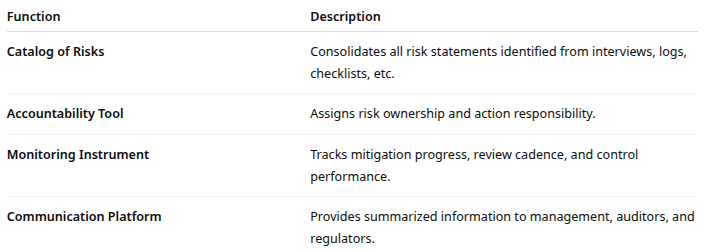 Function Description
Catalog of Risks Consolidates all risk statements identified from interviews, logs,
checklists, etc.
Accountability Tool Assigns risk ownership and action responsibility.
Monitoring Instrument Tracks mitigation progress, review cadence, and control
performance.
Communication Platform Provides summarized information to management, auditors, and
regulators.